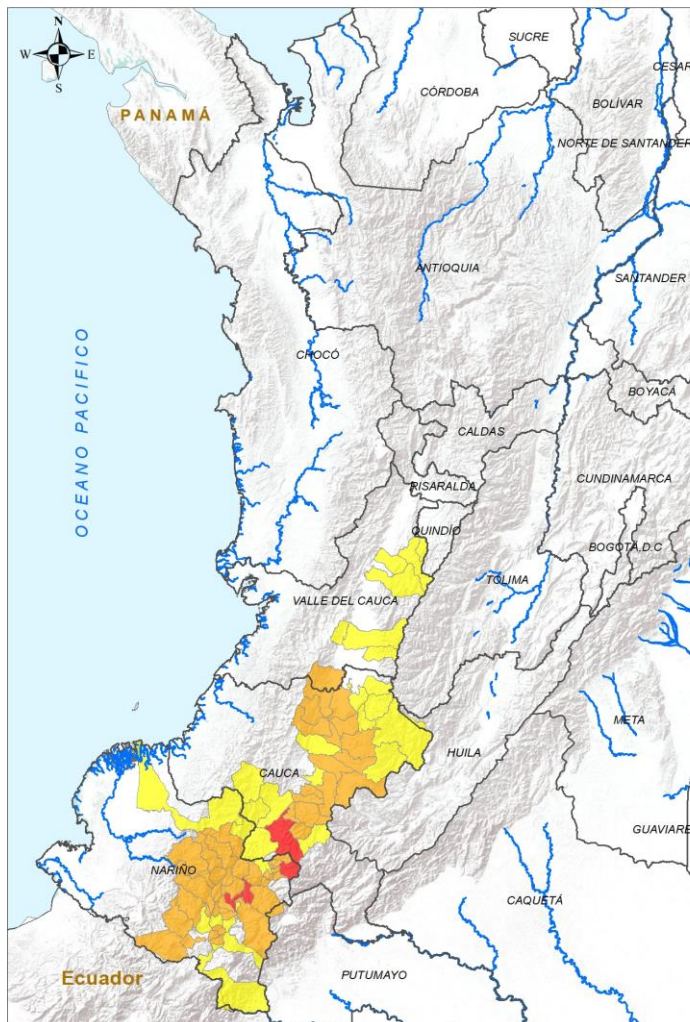 N
W E
S
SUCRE
CESAR
CÓRDOBA
BOLÍVAR
PANAMÁ
NORTE DE SANTANDER
ANTIOQUIA
SANTANDER
OCEANO PACIFICO
CHOCÓ
BOYACÁ
CALDAS
CUNDINAMARCA
RISARALDA
QUINDÍO
BOGOTÁ,D.C
TOLIMA
VALLE DEL CAUCA
META
HUILA
CAUCA
GUAVIARE
NARIÑO
CAQUETÁ
Ecuador
PUTUMAYO